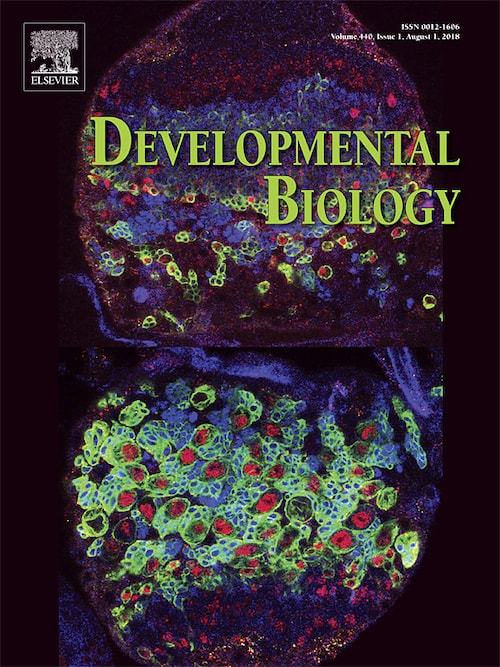 ISSN 0012-1606
Volume 440, Issue 1, August 1, 2018
ELSEVIER
DEVELOPMENTAL
BIOLOGY